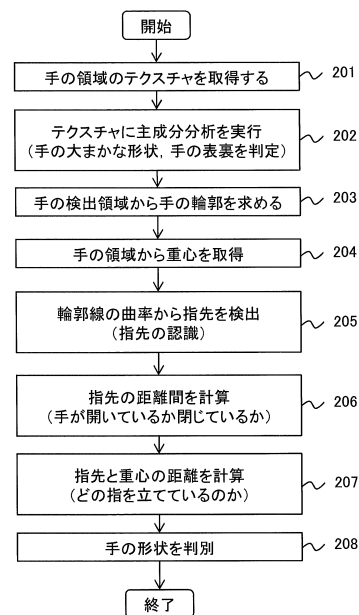 開始
手の領域のテクスチャを取得する
201
テクスチャに主成分分析を実行
202
(手の大まかな形状, 手の表裏を判定)
手の検出領域から手の輪郭を求める
203
手の領域から重心を取得
204
輪郭線の曲率から指先を検出
205
(指先の認識)
指先の距離間を計算
206
(手が開いているか閉じているか)
指先と重心の距離を計算
207
(どの指を立てているのか)
手の形状を判別
208
終了